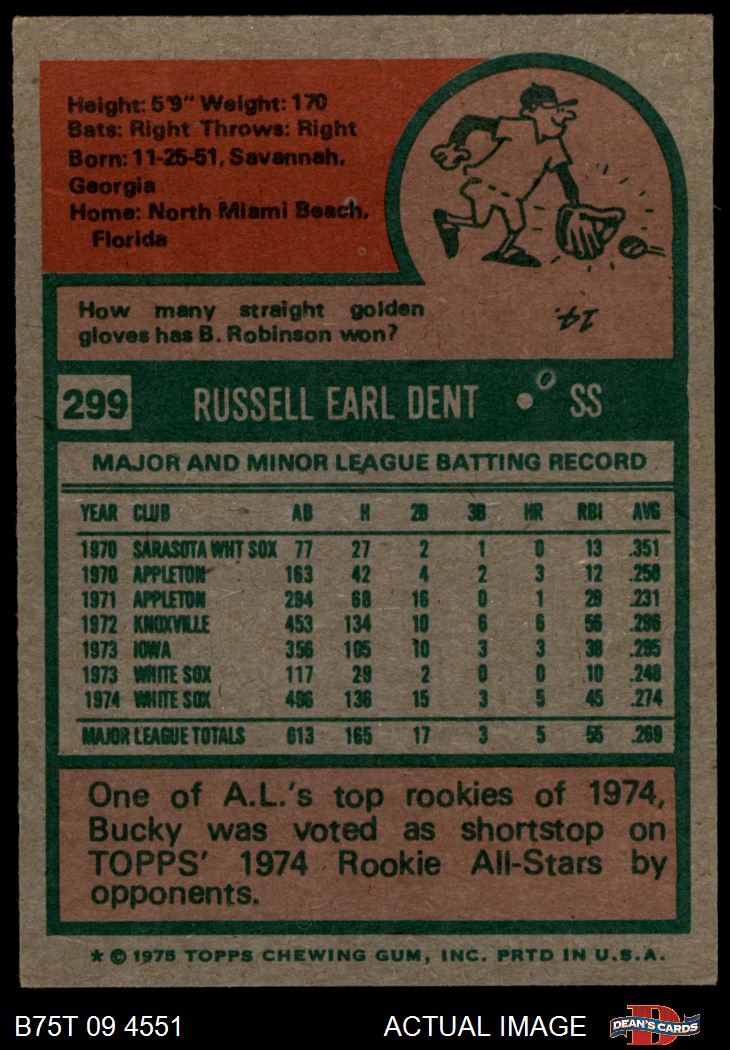 Height: 5'9" Weight: 170
Bats: Right Throws: Right
Born: 11-25-51, Savannah,
Georgia
Home: North Miami Beach,
Florida
How many straight golden
gloves has B. Robinson won?
14.
299 RUSSELL EARL DENT • SS
MAJOR AND MINOR LEAGUE BATTING RECORD
YEAR CLUB AB H 2B 3B HR RBI AVG
1970 SARASOTA WHT SOX 77 27 2 1 0 13 .351
1970 APPLETON 163 42 4 2 3 12 .258
1971 APPLETON 294 68 16 0 1 29 .231
1972 KNOXVILLE 453 134 10 6 6 56 .296
1973 IOWA 356 105 10 3 3 38 .295
1973 WHITE SOX 117 29 2 0 0 10 .248
1974 WHITE SOX 496 136 15 3 5 45 .274
MAJOR LEAGUE TOTALS 613 165 17 3 5 55 .269
One of A.L.'s top rookies of 1974,
Bucky was voted as shortstop on
TOPPS' 1974 Rookie All-Stars by
opponents.
* © 1975 TOPPS CHEWING GUM, INC. PRTD IN U.S.A.
B75T 09 4551 ACTUAL IMAGE DEAN'S CARDS